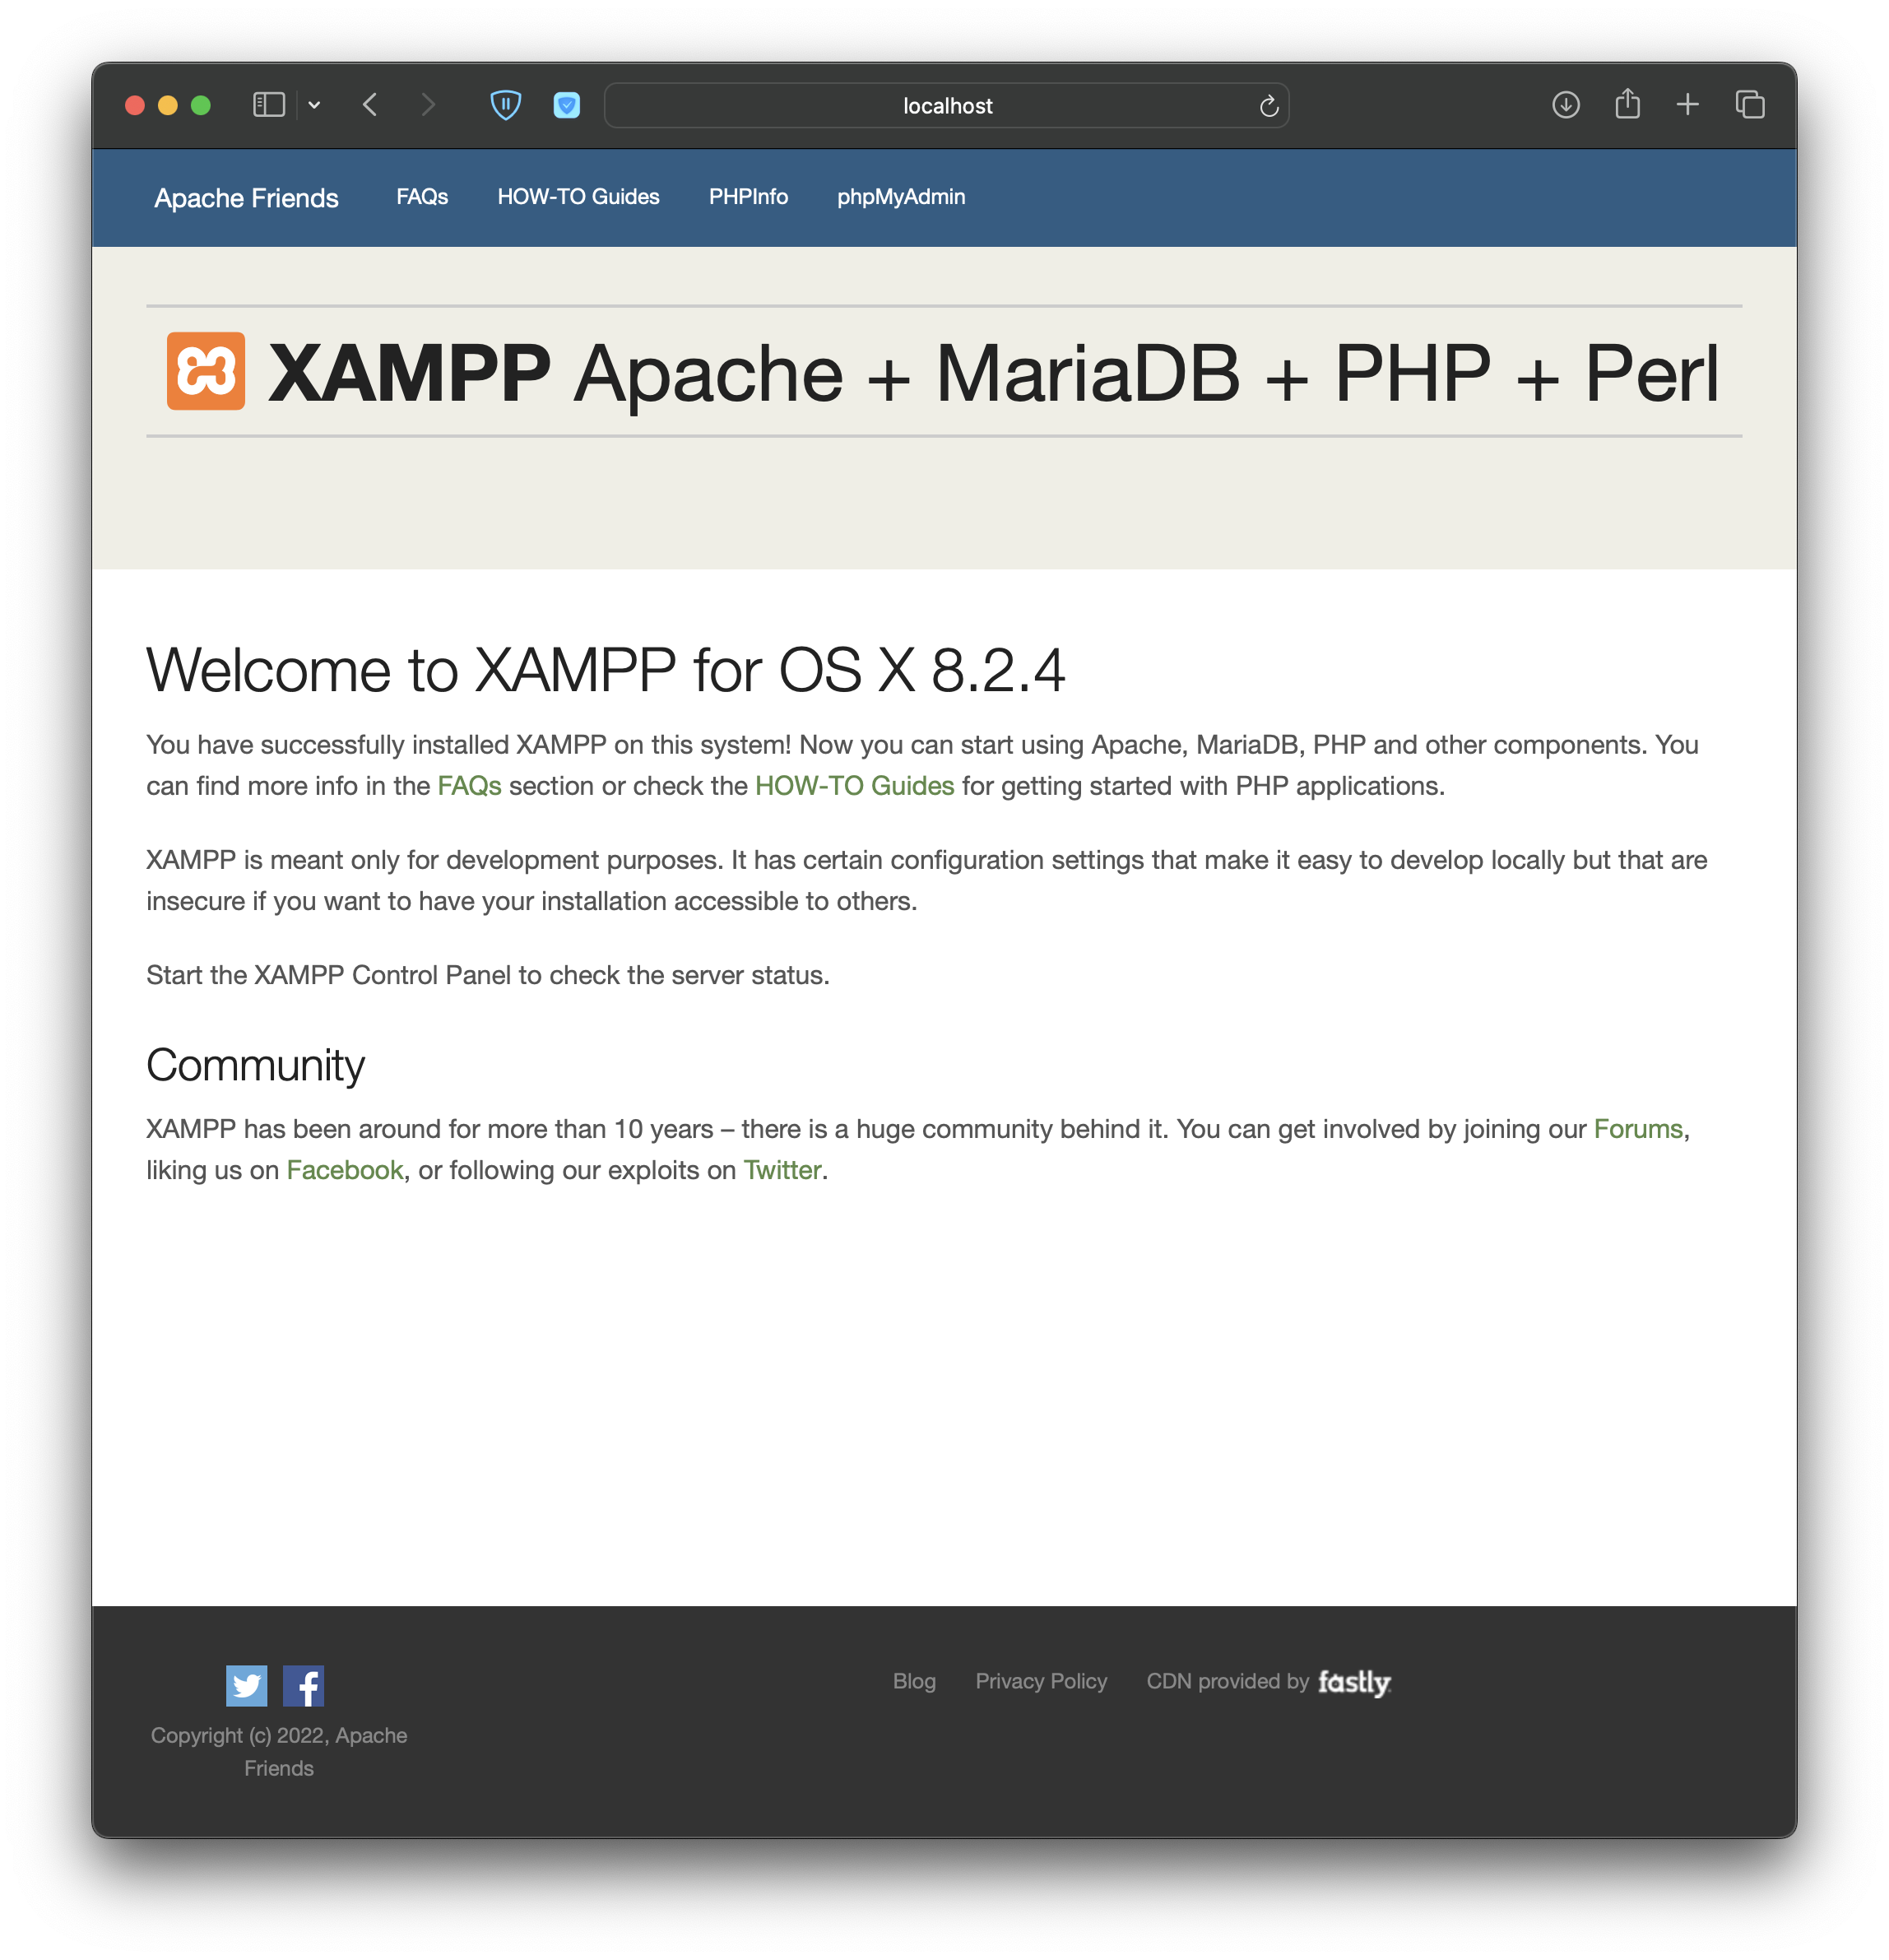 localhost
Apache Friends FAQs HOW-TO Guides PHPInfo phpMyAdmin
XAMPP Apache + MariaDB + PHP + Perl
Welcome to XAMPP for OS X 8.2.4
You have successfully installed XAMPP on this system! Now you can start using Apache, MariaDB, PHP and other components. You
can find more info in the FAQs section or check the HOW-TO Guides for getting started with PHP applications.
XAMPP is meant only for development purposes. It has certain configuration settings that make it easy to develop locally but that are
insecure if you want to have your installation accessible to others.
Start the XAMPP Control Panel to check the server status.
Community
XAMPP has been around for more than 10 years – there is a huge community behind it. You can get involved by joining our Forums,
liking us on Facebook, or following our exploits on Twitter.
Blog Privacy Policy CDN provided by fastly
Copyright (c) 2022, Apache
Friends